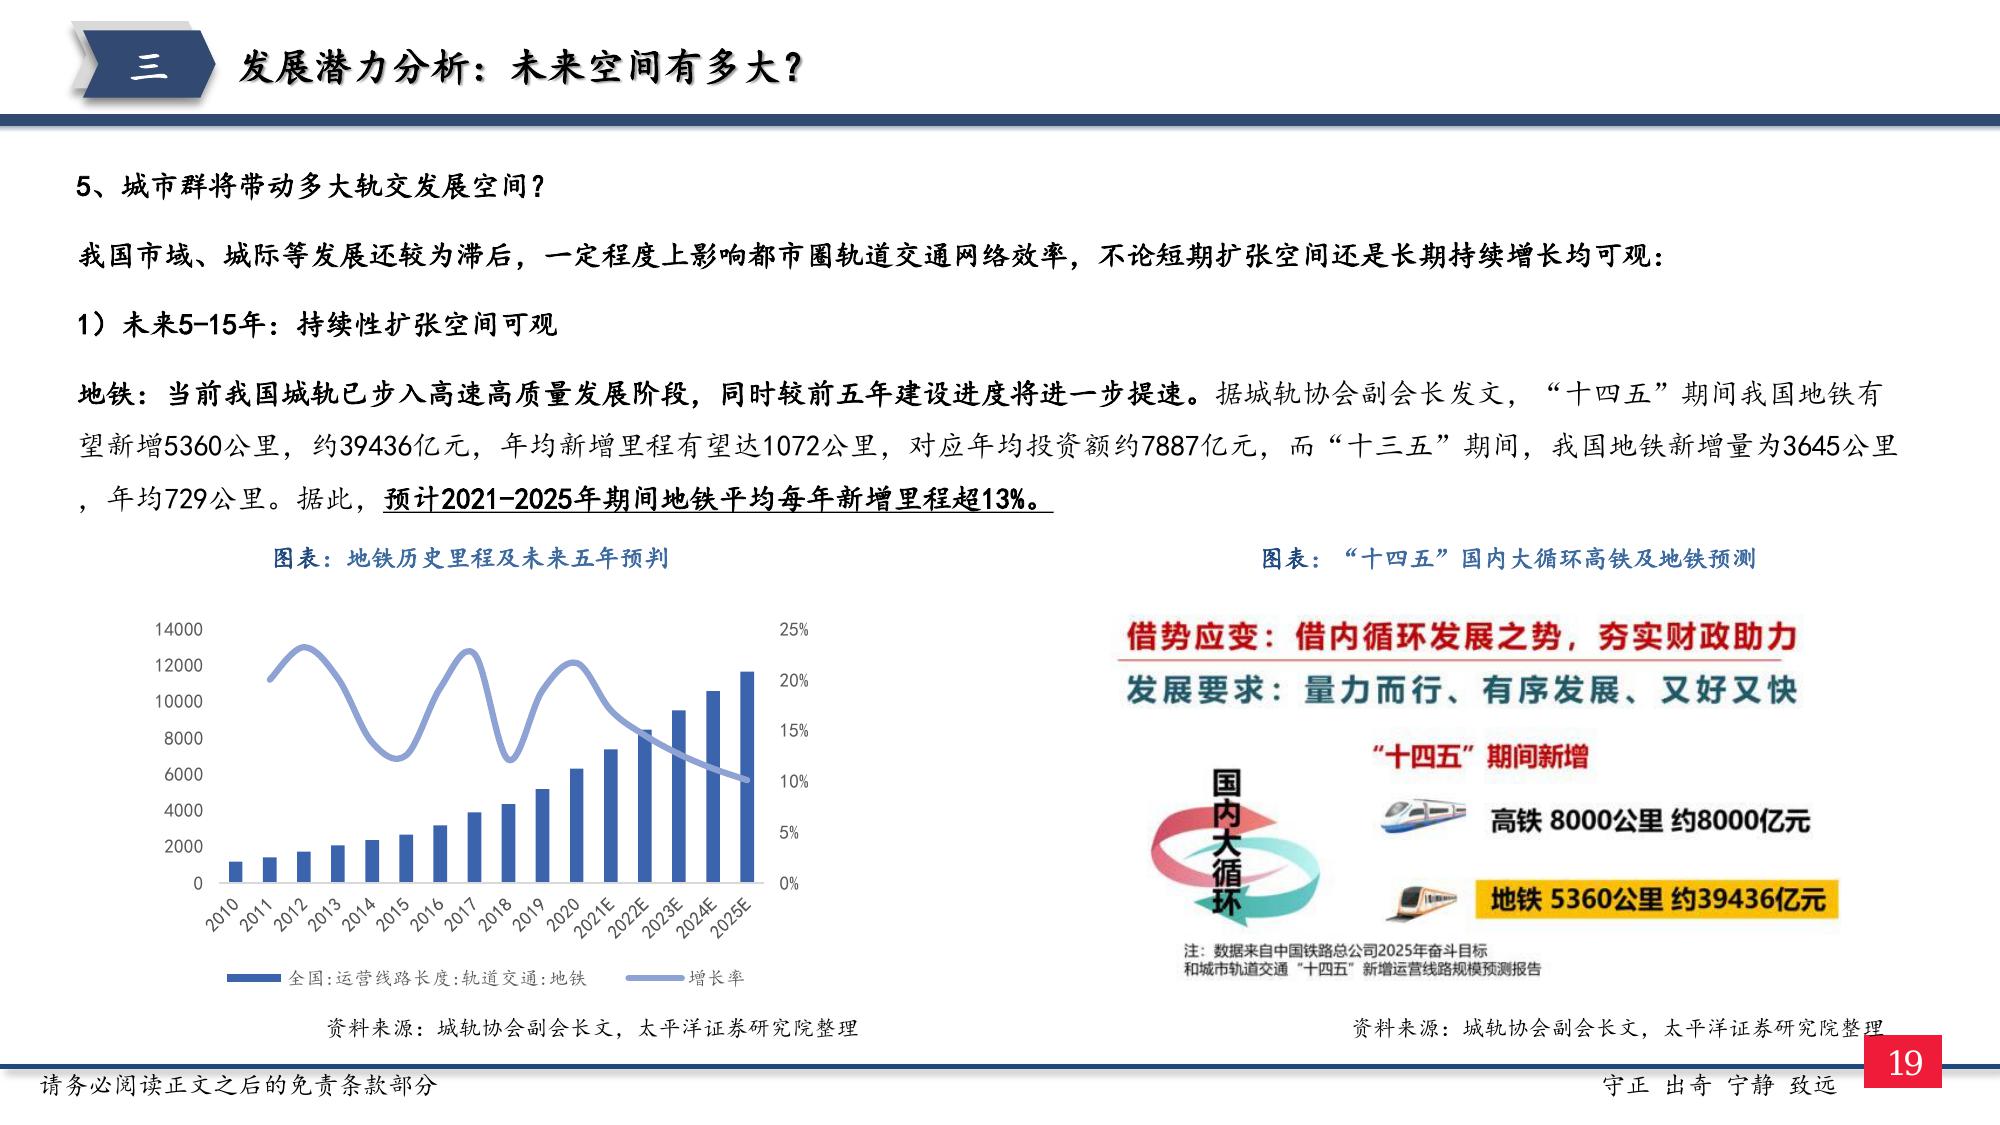 三
发展潜力分析：未来空间有多大？
5、城市群将带动多大轨交发展空间？
我国市域、城际等发展还较为滞后，一定程度上影响都市圈轨道交通网络效率，不论短期扩张空间还是长期持续增长均可观：
1）未来5-15年：持续性扩张空间可观
地铁：当前我国城轨已步入高速高质量发展阶段，同时较前五年建设进度将进一步提速。据城轨协会副会长发文，“十四五”期间我国地铁有
望新增5360公里，约39436亿元，年均新增里程有望达1072公里，对应年均投资额约7887亿元，而“十三五”期间，我国地铁新增量为3645公里
，年均729公里。据此，预计2021-2025年期间地铁平均每年新增里程超13%。
图表：地铁历史里程及未来五年预判
14000
12000
10000
8000
6000
4000
2000
0
25%
20%
15%
10%
5%
0%
2010
2011
2012
2013
2014
2015
2016
2017
2018
2019
2020
2021E
2022E
2023E
2024E
2025E
全国:运营线路长度:轨道交通:地铁
增长率
资料来源：城轨协会副会长文，太平洋证券研究院整理
图表：“十四五”国内大循环高铁及地铁预测
借势应变：借内循环发展之势，夯实财政助力
发展要求：量力而行、有序发展、又好又快
“十四五”期间新增
国内大循环
高铁 8000公里 约8000亿元
地铁 5360公里 约39436亿元
注：数据来自中国铁路总公司2025年奋斗目标
和城市轨道交通“十四五”新增运营线路规模预测报告
资料来源：城轨协会副会长文，太平洋证券研究院整理
19
请务必阅读正文之后的免责条款部分
守正 出奇 宁静 致远